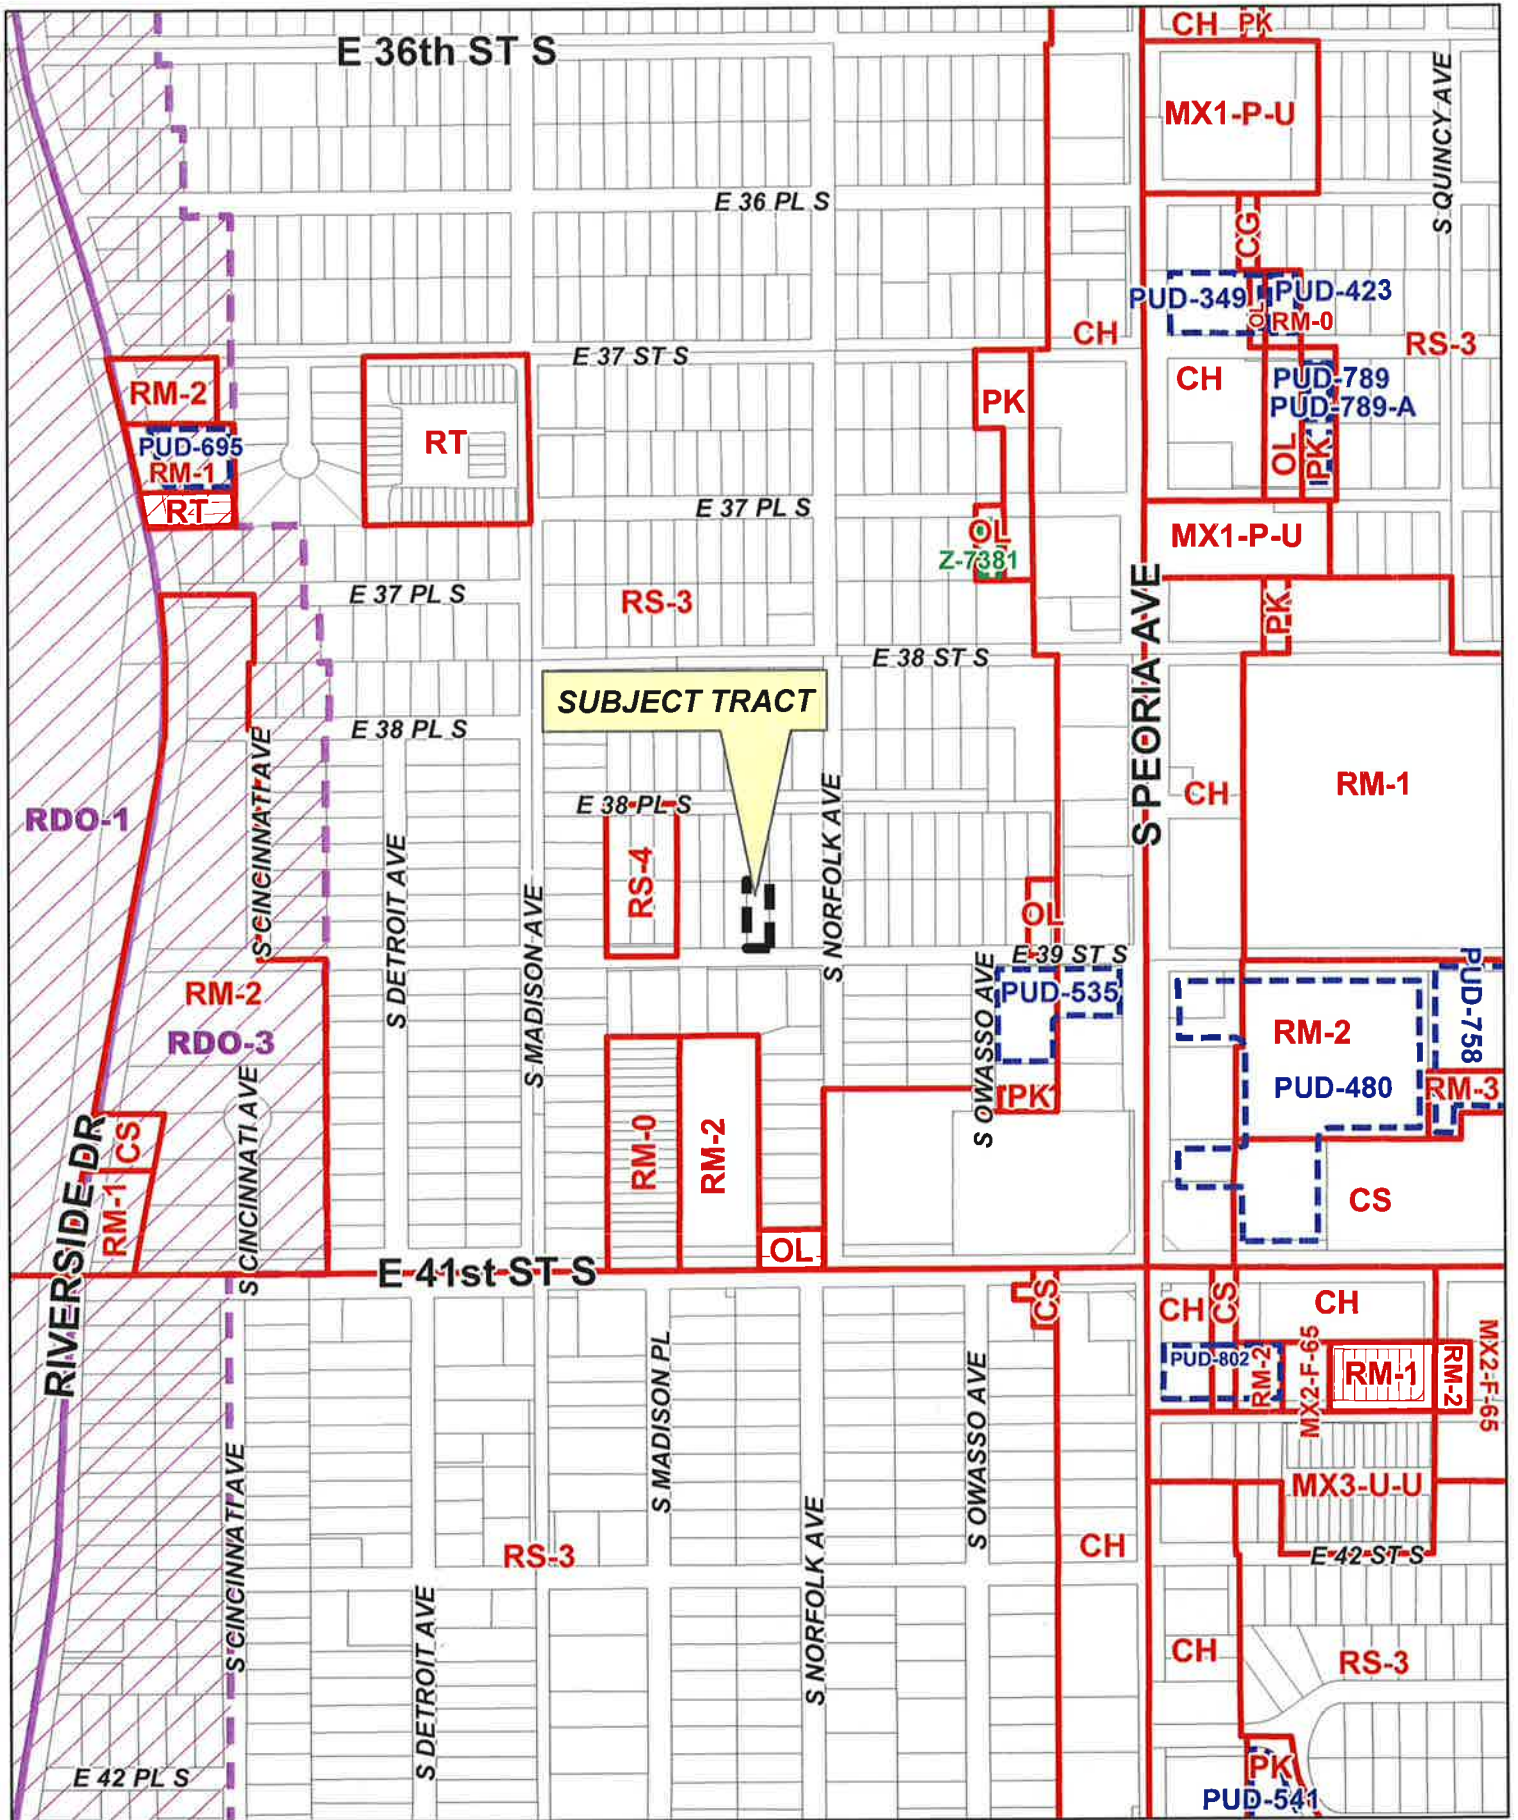 CH PK
E 36th ST S
S QUINCY AVE
MX1-P-U
E 36 PL S
CG
PUD-349
OL
PUD-423
RM-0
CH
RS-3
E 37 ST S
RM-2
PUD-695
RM-1
RT
RT
PK
CH
PUD-789
PUD-789-A
OL
PK
E 37 PL S
OL
Z-7381
MX1-P-U
E 37 PL S
RS-3
PK
S PEORIA AVE
E 38 ST S
SUBJECT TRACT
E 38 PL S
S CINCINNATI AVE
RDO-1
E 38 PL S
RS-4
S NORFOLK AVE
CH
RM-1
S DETROIT AVE
S MADISON AVE
OL
E 39 ST S
S OWASSO AVE
PUD-535
RM-2
RDO-3
RM-2
PUD-480
PUD-758
RM-3
PK
S CINCINNATI AVE
CS
RM-1
RIVERSIDE DR
RM-0
RM-2
OL
CS
E 41st ST S
CS
CH
CS
CH
PUD-802
RM-2
MX2-F-65
RM-1
RM-2
MX2-F-65
S MADISON PL
S OWASSO AVE
S CINCINNATI AVE
S NORFOLK AVE
MX3-U-U
RS-3
CH
E 42 ST S
S DETROIT AVE
CH
RS-3
E 42 PL S
PK
PUD-541